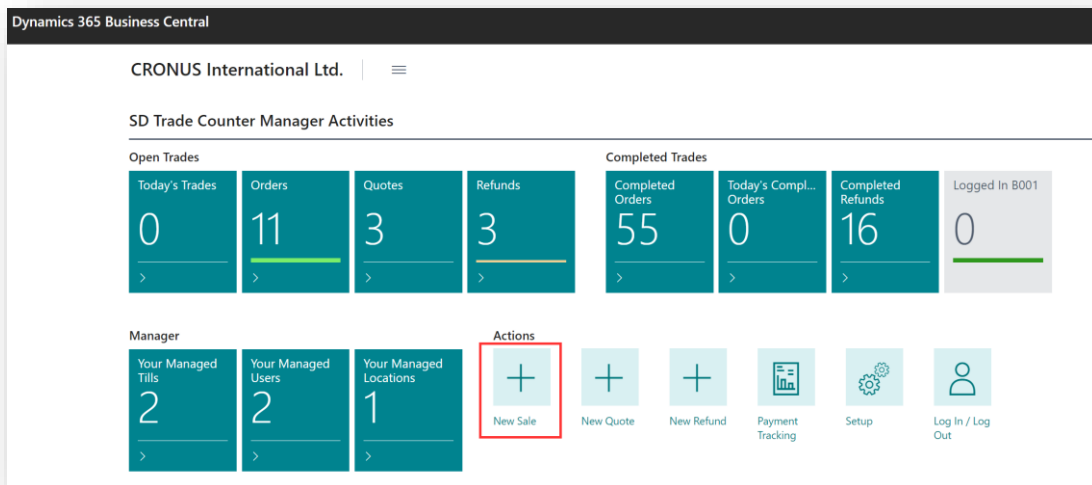 Dynamics 365 Business Central
CRONUS International Ltd.
SD Trade Counter Manager Activities
Open Trades
Today's Trades
0
Orders
11
Quotes
3
Refunds
3
Completed Trades
Completed
Orders
55
Today's Compl...
Orders
0
Completed
Refunds
16
Logged In B001
0
Manager
Your Managed
Tills
2
Your Managed
Users
2
Your Managed
Locations
1
Actions
New Sale
New Quote
New Refund
Payment
Tracking
Setup
Log In / Log
Out